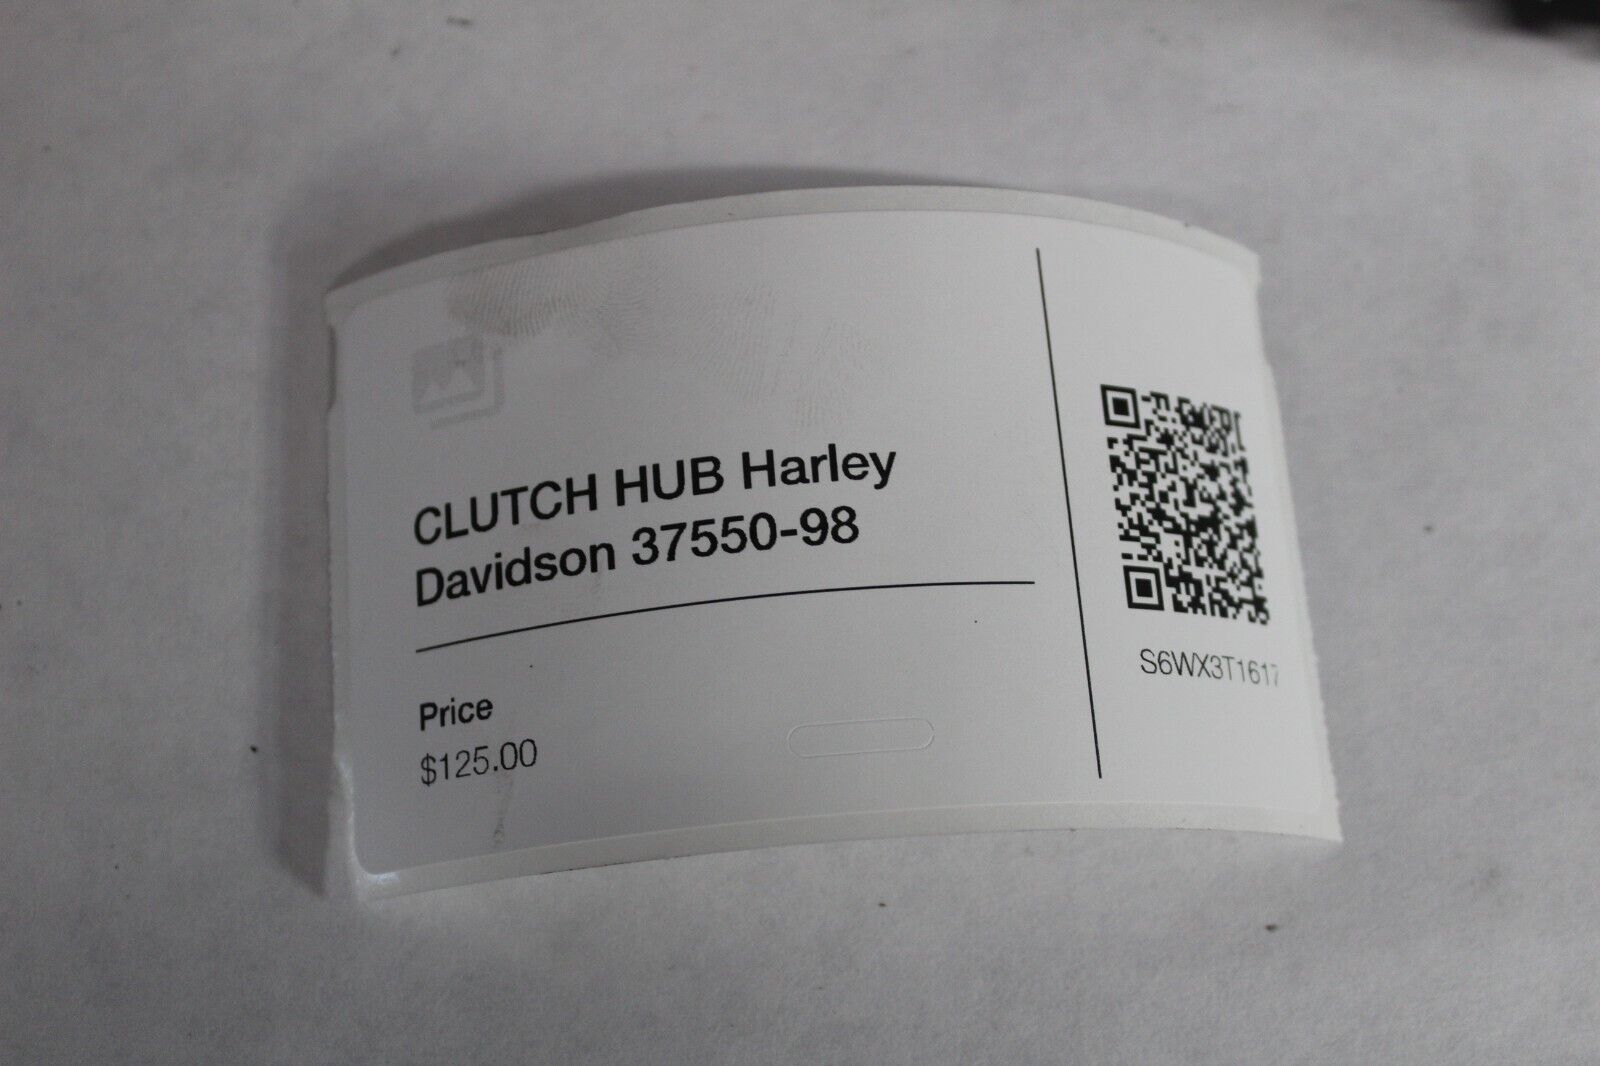 CLUTCH HUB Harley
Davidson 37550-98
Price
$125.00
S6WX3T1617